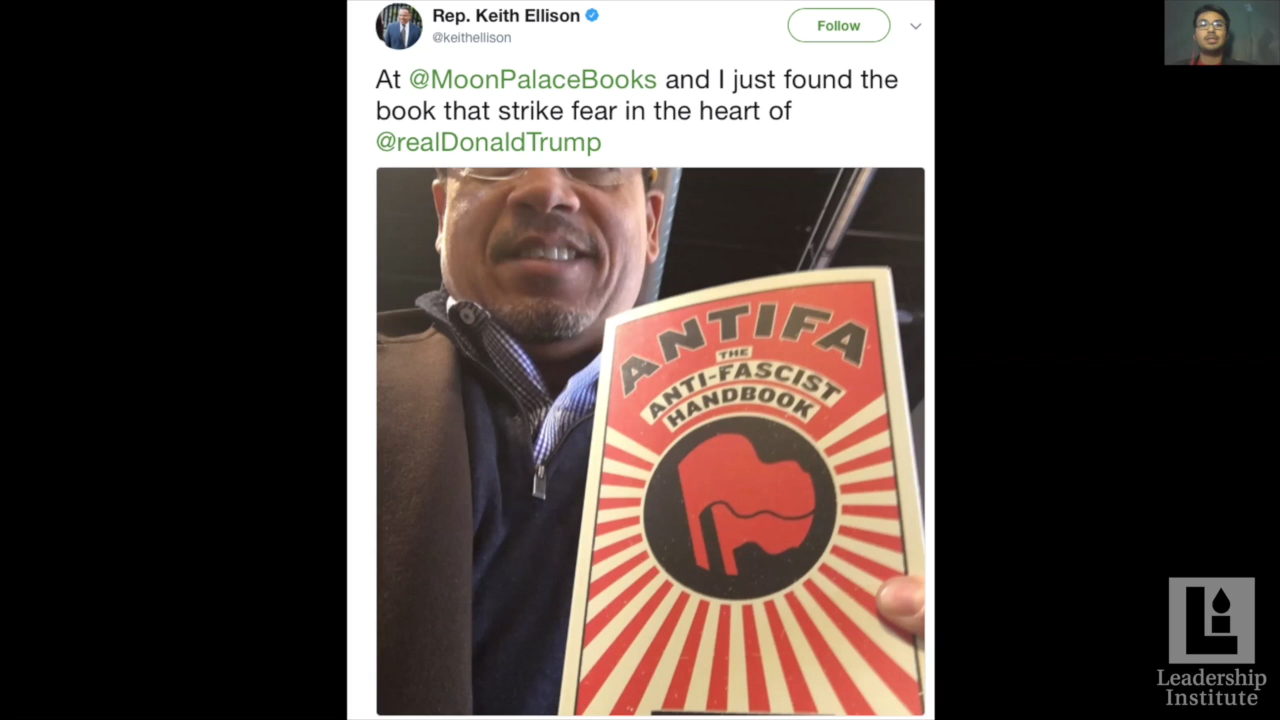 Rep. Keith Ellison
@keithellison
Follow
At @MoonPalaceBooks and I just found the
book that strike fear in the heart of
@realDonaldTrump
ANTIFA
THE
ANTI-FASCIST
HANDBOOK
L
Leadership
Institute